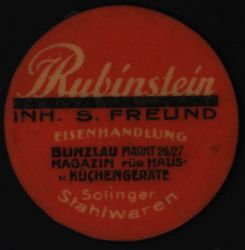 J Rubinstein
INH. S. FREUND
EISENHANDLUNG
BUNZLAU MARKT 26/27
MAGAZIN FÜR HAUS-
u. KÜCHENGERÄTE
Solinger
Stahlwaren